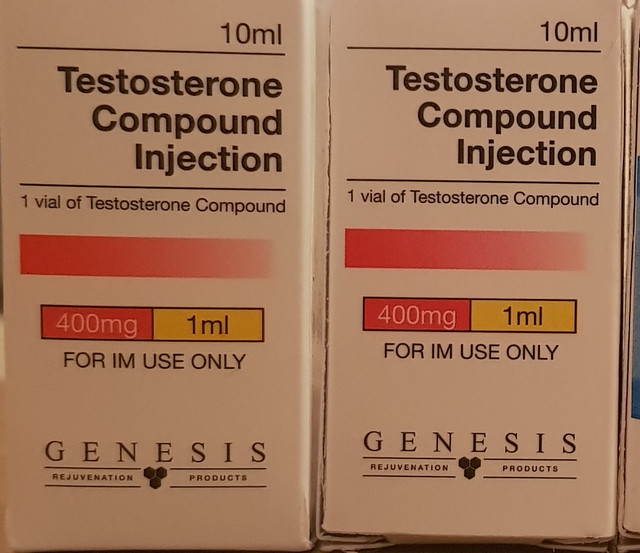 10ml
Testosterone
Compound
Injection
1 vial of Testosterone Compound
400mg 1ml
FOR IM USE ONLY
GENESIS
REJUVENATION PRODUCTS
10ml
Testosterone
Compound
Injection
1 vial of Testosterone Compound
400mg 1ml
FOR IM USE ONLY
GENESIS
REJUVENATION PRODUCTS